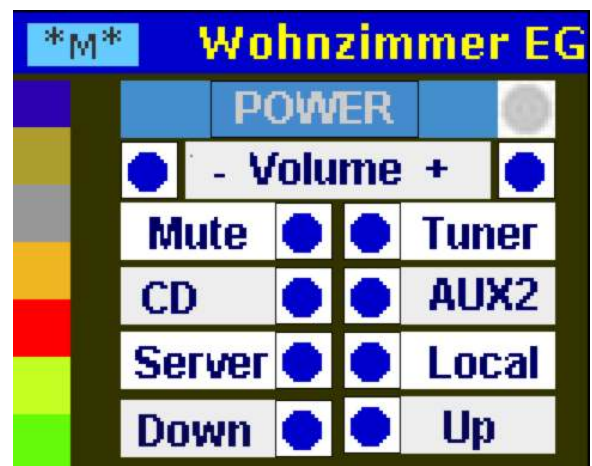 *M* Wohnzimmer EG
POWER
- Volume +
Mute Tuner
CD AUX2
Server Local
Down Up